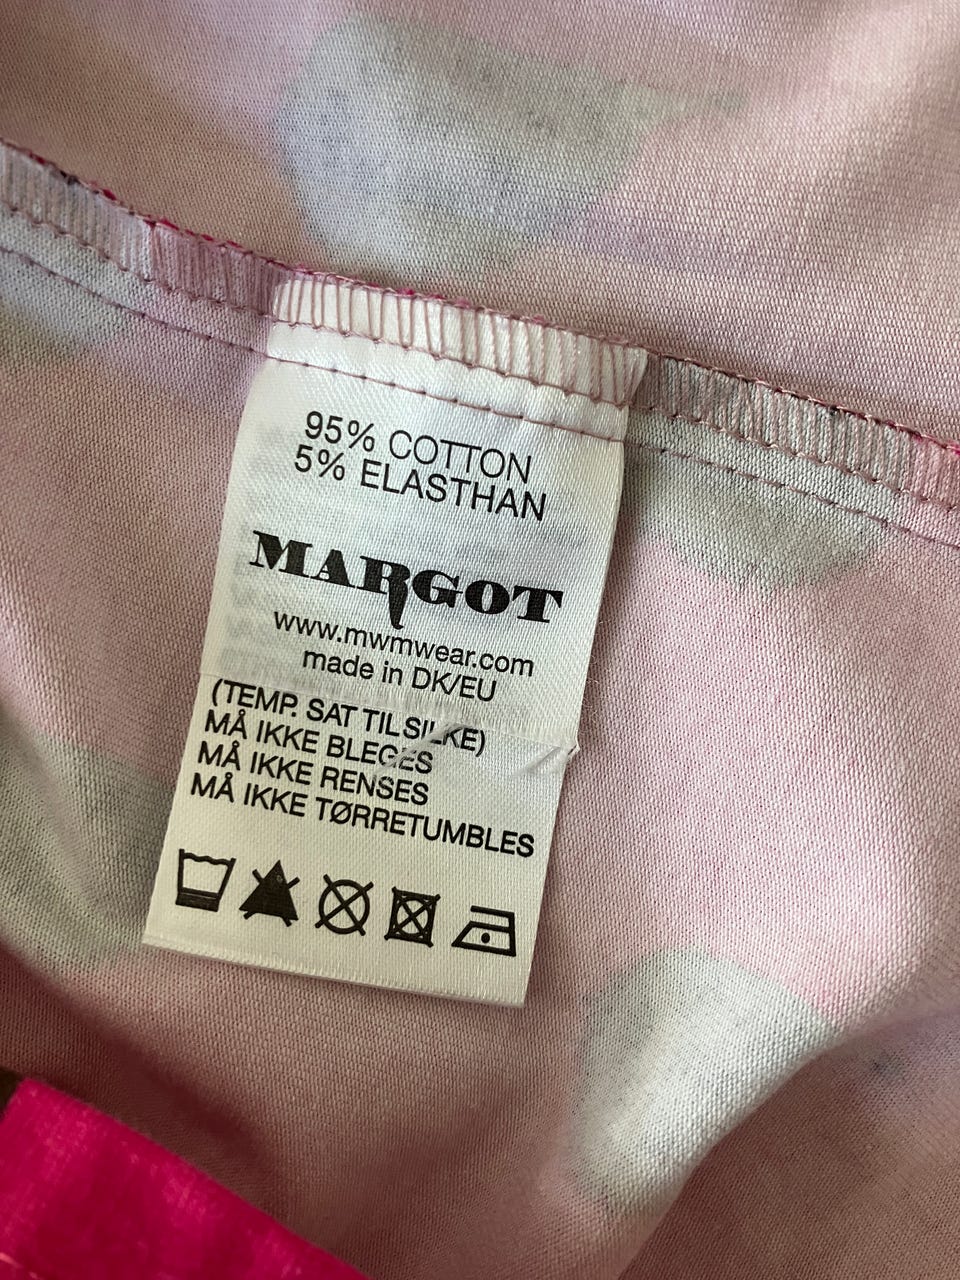 95% COTTON
5% ELASTHAN
MARGOT
www.mwmwear.com
made in DK/EU
(TEMP. SAT TIL SILKE)
MÅ IKKE BLEGES
MÅ IKKE RENSES
MÅ IKKE TØRRETUMBLES